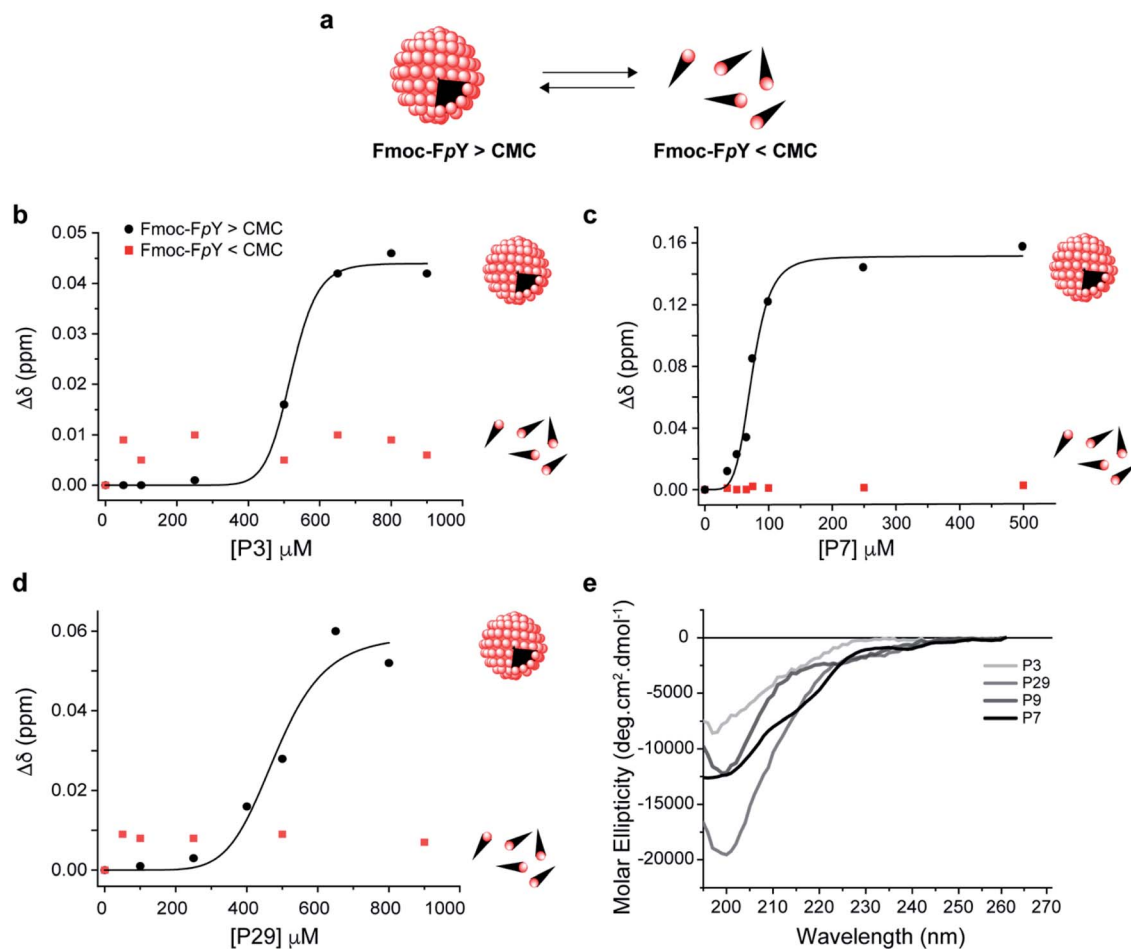 a
Fmoc-FpY > CMC
Fmoc-FpY < CMC
b
Fmoc-FpY > CMC
Fmoc-FpY < CMC
0.05
0.04
0.03
0.02
0.01
0.00
Δδ (ppm)
0 200 400 600 800 1000
[P3] μM
c
0.16
0.12
0.08
0.04
0.00
Δδ (ppm)
0 100 200 300 400 500
[P7] μM
d
0.06
0.04
0.02
0.00
Δδ (ppm)
0 200 400 600 800 1000
[P29] μM
e
0
-5000
-10000
-15000
-20000
Molar Ellipticity (deg.cm².dmol⁻¹)
P3
P29
P9
P7
200 210 220 230 240 250 260 270
Wavelength (nm)